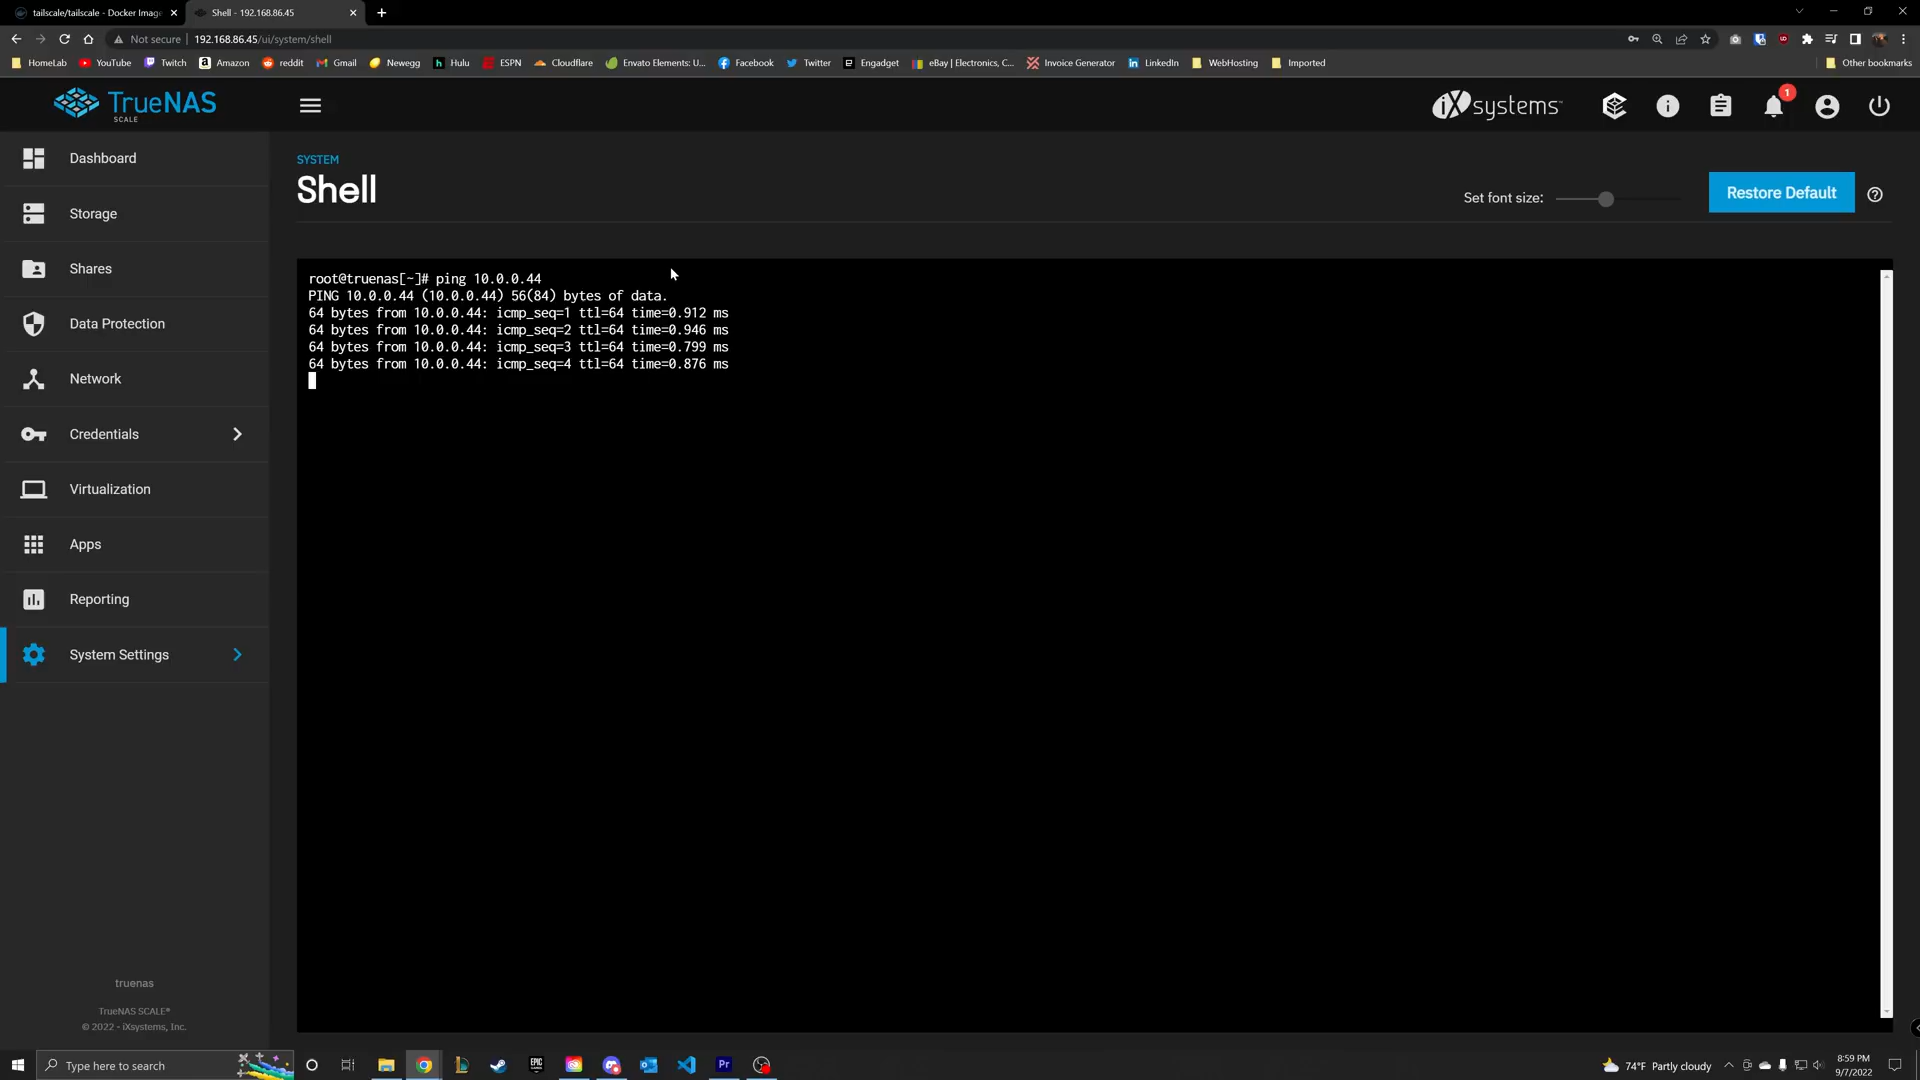 tailscale/tailscale - Docker Imag
Shell - 192.168.86.45
Not secure
192.168.86.45/ui/system/shell
HomeLab
YouTube
Twitch
Amazon
reddit
Gmail
Newegg
Hulu
ESPN
Cloudflare
Envato Elements: U...
Facebook
Twitter
Engadget
eBay | Electronics, C...
Invoice Generator
LinkedIn
WebHosting
Imported
Other bookmarks
TrueNAS
SCALE
iXsystems
1
Dashboard
Storage
Shares
Data Protection
Network
Credentials
Virtualization
Apps
Reporting
System Settings
truenas
TrueNAS SCALE®
© 2022 - iXsystems, Inc.
SYSTEM
Shell
Set font size:
Restore Default
root@truenas[~]# ping 10.0.0.44
PING 10.0.0.44 (10.0.0.44) 56(84) bytes of data.
64 bytes from 10.0.0.44: icmp_seq=1 ttl=64 time=0.912 ms
64 bytes from 10.0.0.44: icmp_seq=2 ttl=64 time=0.946 ms
64 bytes from 10.0.0.44: icmp_seq=3 ttl=64 time=0.799 ms
64 bytes from 10.0.0.44: icmp_seq=4 ttl=64 time=0.876 ms
Type here to search
EPIC
Pr
74°F Partly cloudy
8:59 PM
9/7/2022